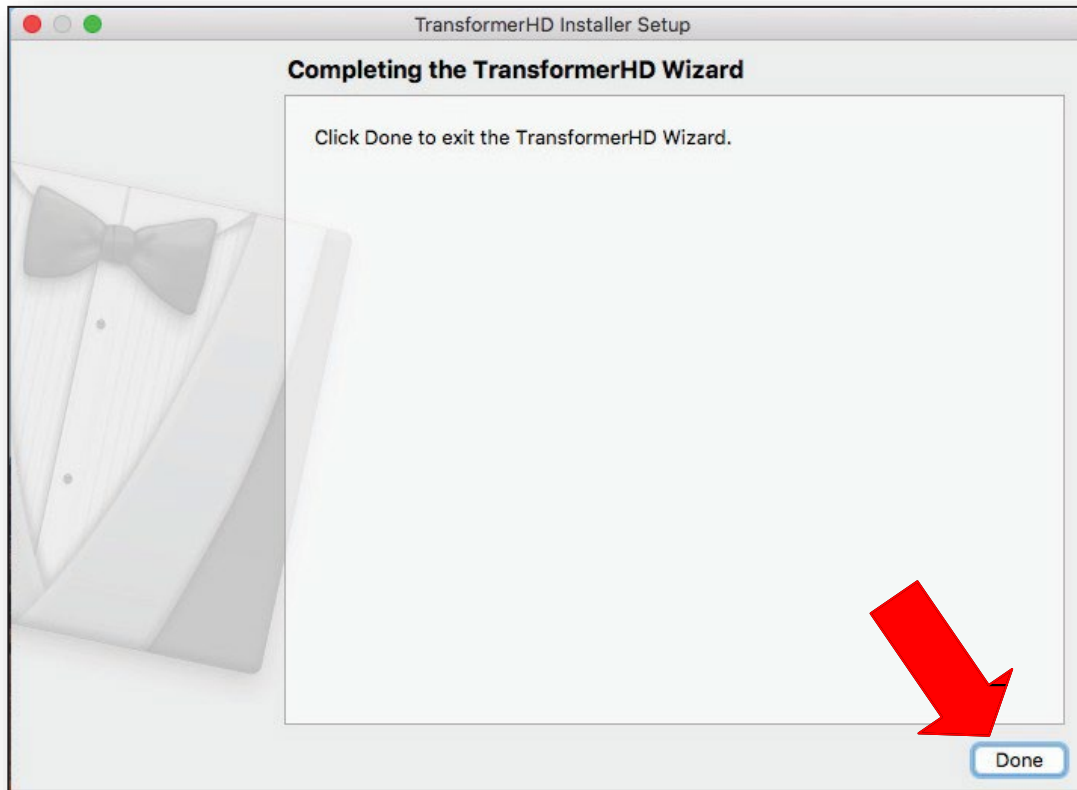 TransformerHD Installer Setup
Completing the TransformerHD Wizard
Click Done to exit the TransformerHD Wizard.
Done